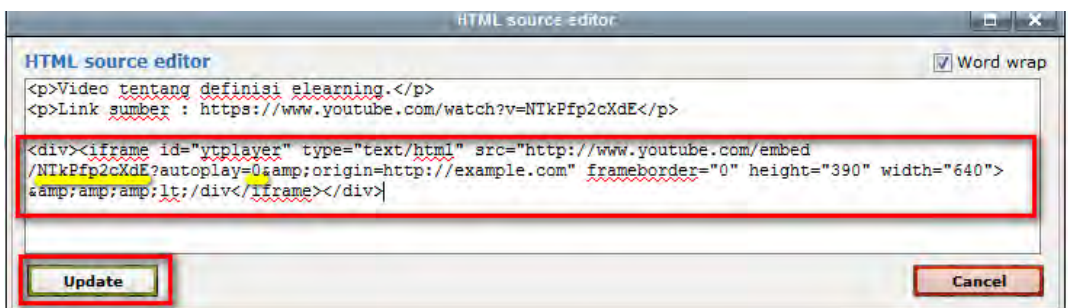 HTML source editor
HTML source editor
Word wrap
<p>Video tentang definisi elearning.</p>
<p>Link sumber : https://www.youtube.com/watch?v=NTkPfp2cXdE</p>
<div><iframe id="ytplayer" type="text/html" src="http://www.youtube.com/embed
/NTkPfp2cXdE?autoplay=0&amp;origin=http://example.com" frameborder="0" height="390" width="640">
&amp;amp;amp;lt;/div</iframe></div>
Update
Cancel